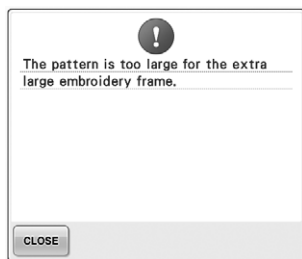 The pattern is too large for the extra
large embroidery frame.
CLOSE